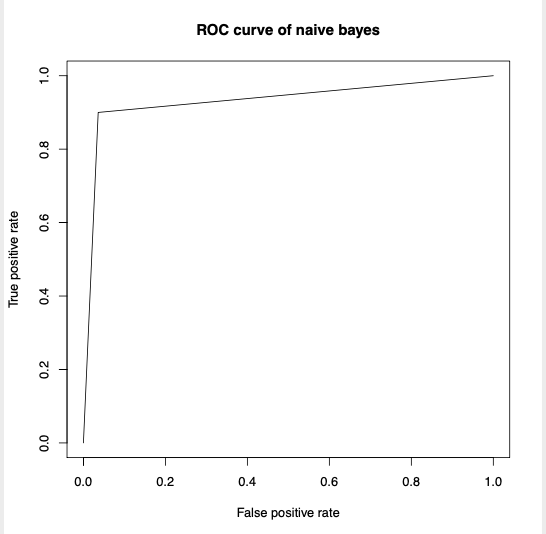 ROC curve of naive bayes
True positive rate
1.0
0.8
0.6
0.4
0.2
0.0
0.0 0.2 0.4 0.6 0.8 1.0
False positive rate